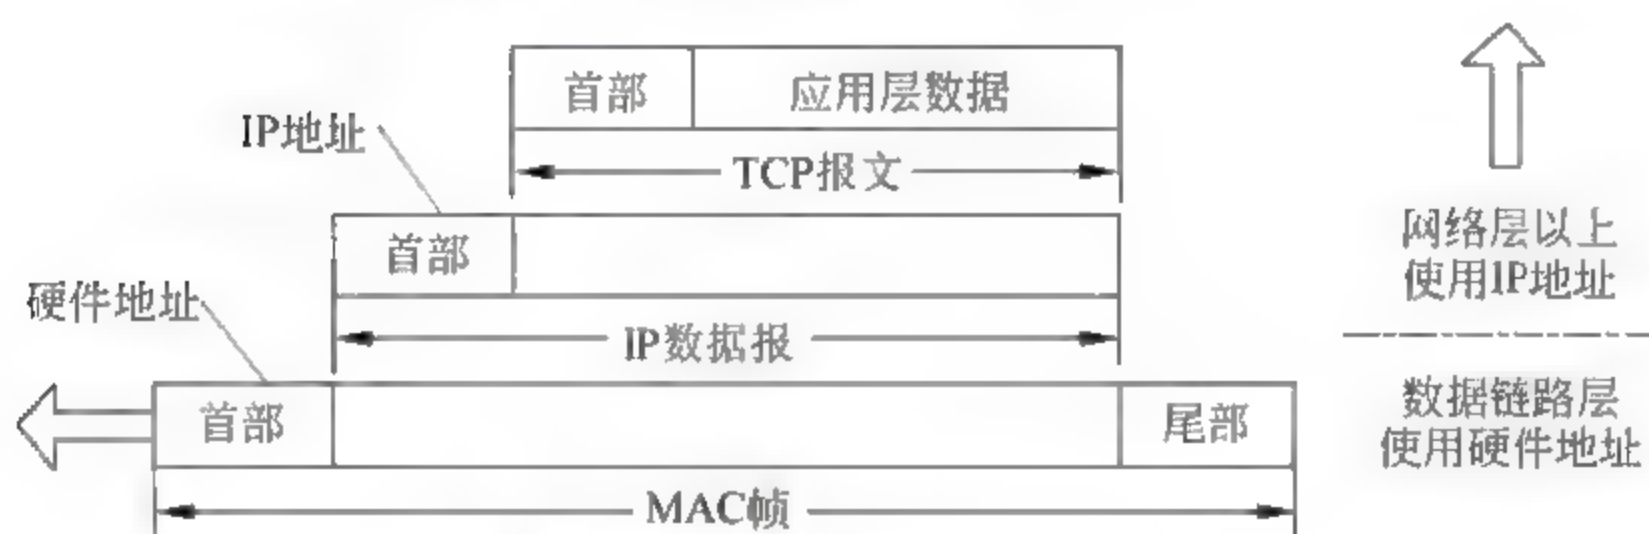 首部 应用层数据
IP地址
TCP报文
首部
网络层以上
使用IP地址
硬件地址
IP数据报
首部 尾部
数据链路层
使用硬件地址
MAC帧